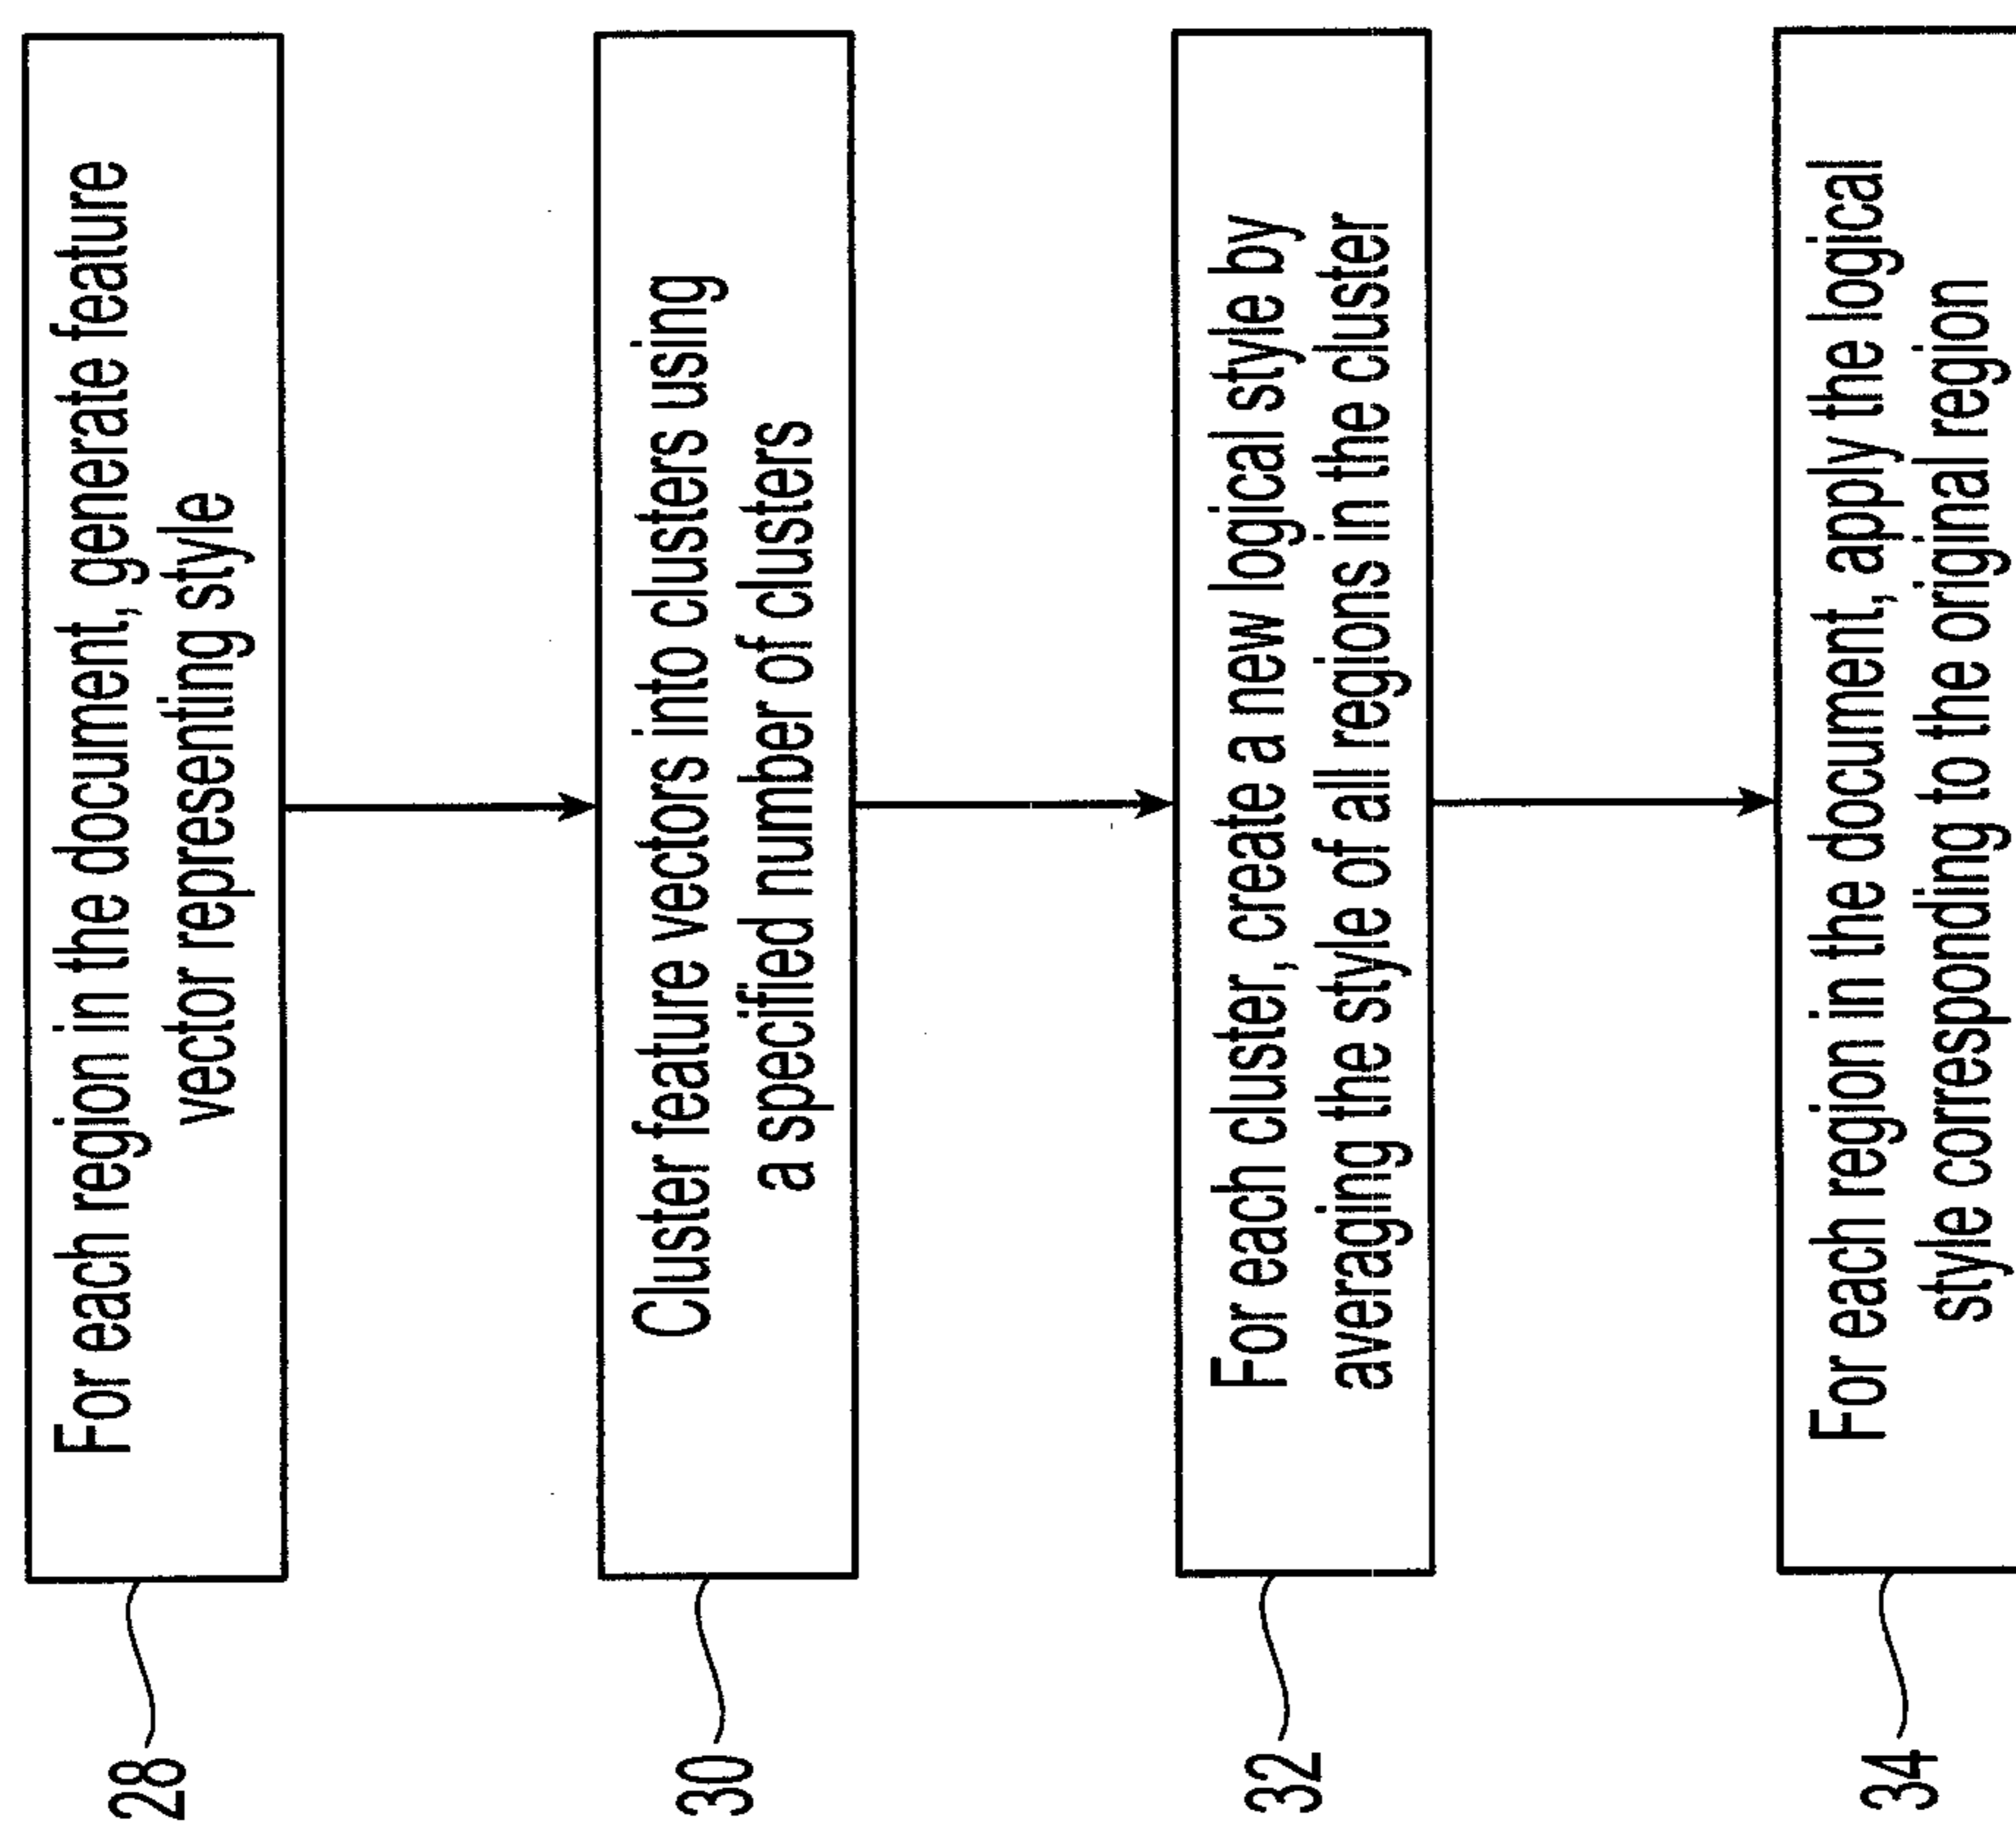 28
For each region in the document, generate feature
vector representing style
30
Cluster feature vectors into clusters using
a specified number of clusters
32
For each cluster, create a new logical style by
averaging the style of all regions in the cluster
34
For each region in the document, apply the logical
style corresponding to the original region